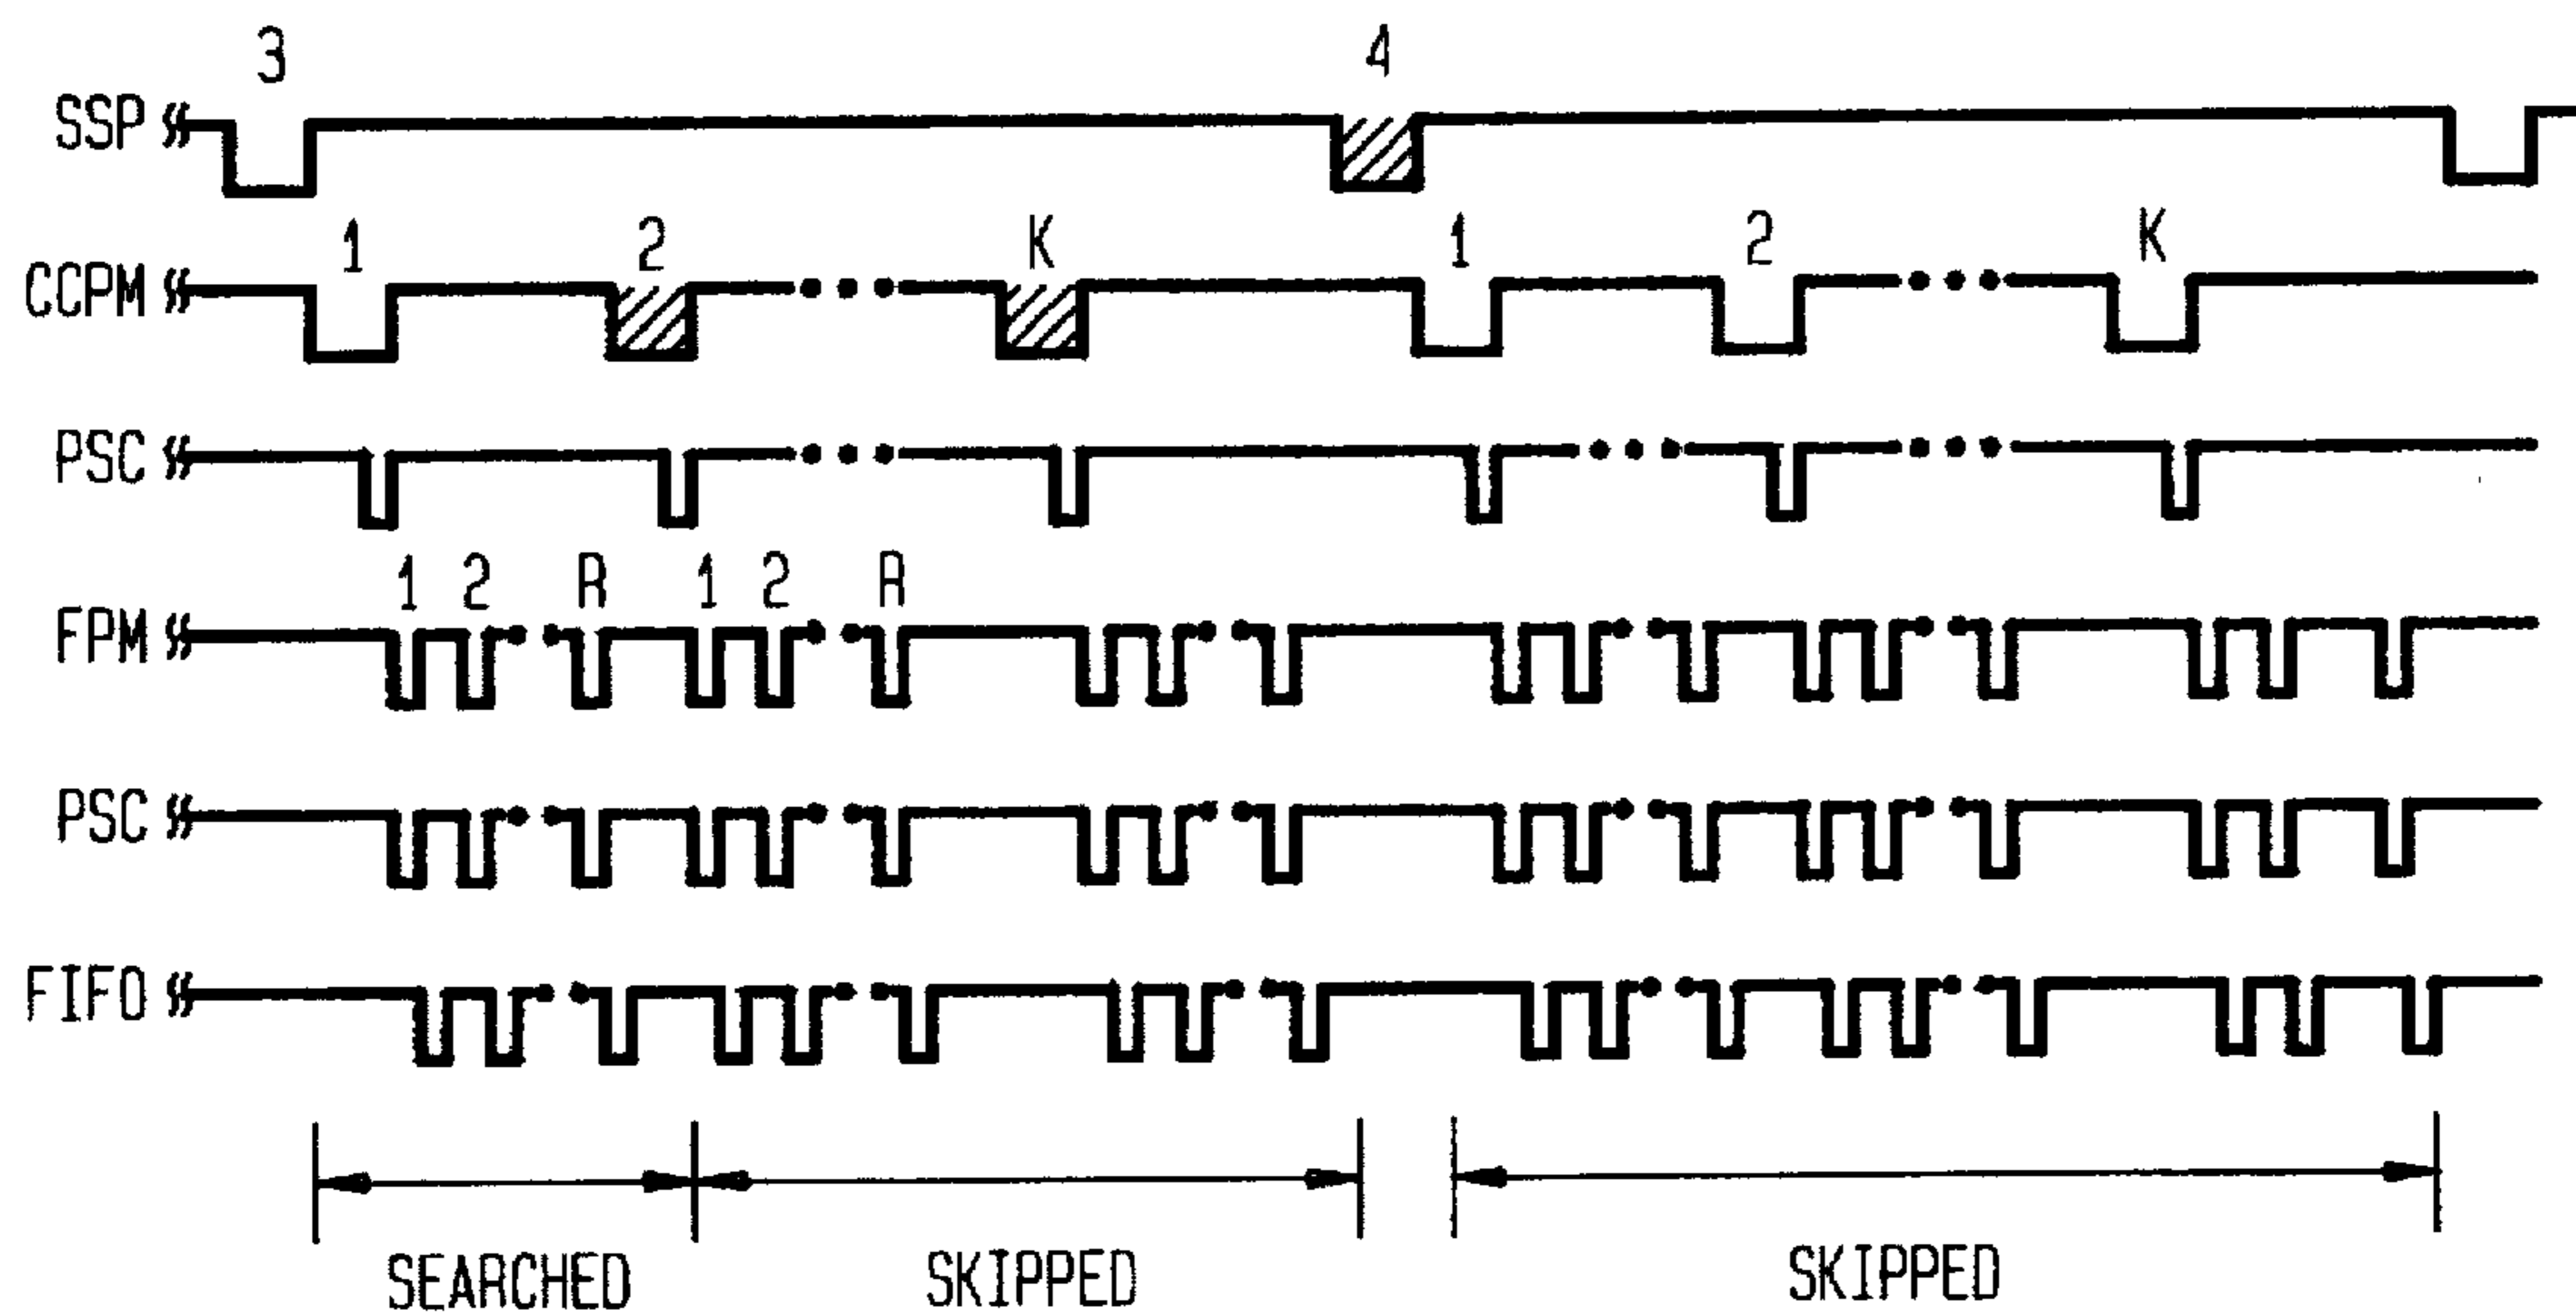 3 4
SSP
1 2 K 1 2 K
CCPM
PSC
1 2 R 1 2 R
FPM
PSC
FIFO
SEARCHED SKIPPED SKIPPED